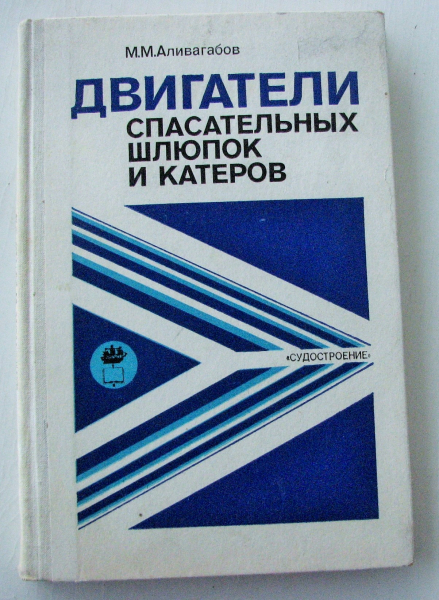 М.М.Аливагабов
ДВИГАТЕЛИ
СПАСАТЕЛЬНЫХ
ШЛЮПОК
И КАТЕРОВ
«СУДОСТРОЕНИЕ»